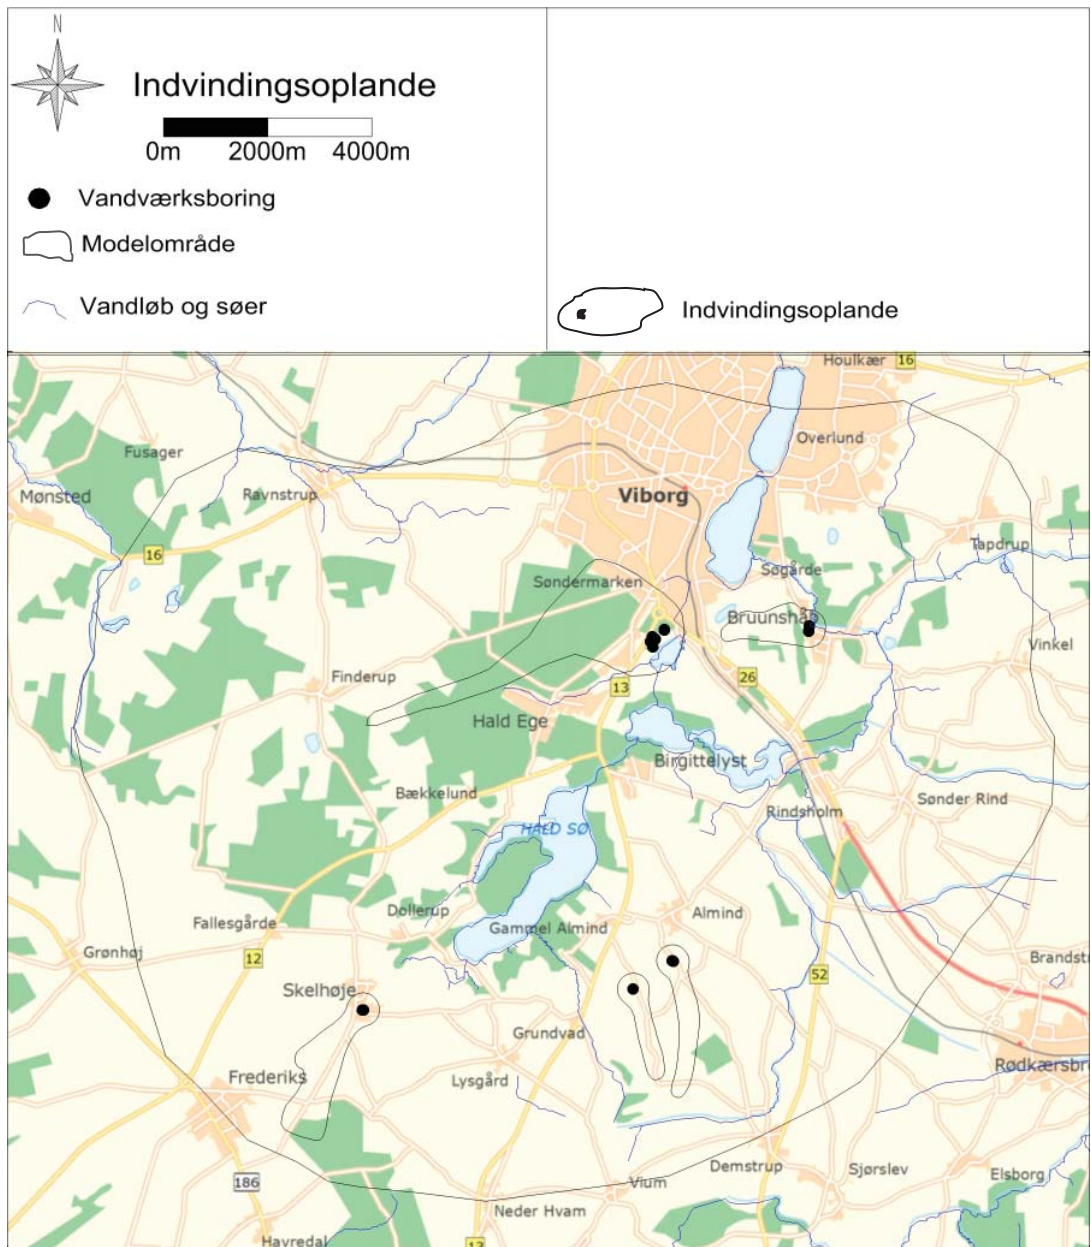 N
Indvindingsoplande
0m 2000m 4000m
Vandværksboring
Modelområde
Vandløb og søer
Indvindingsoplande
Houlkær
16
Overlund
Fusager
Mønsted
Ravnstrup
Viborg
16
Tapdrup
Søndermarken
Søgårde
Bruunshåb
Vinkel
Finderup
13
26
Hald Ege
Birgittelyst
Bækkelund
Sønder Rind
Rindsholm
HALD SØ
Dollerup
Almind
Fallesgårde
Gammel Almind
Grønhøj
12
52
Brandst
Skelhøje
Grundvad
Rødkærsbr
Frederiks
Lysgård
Demstrup
Sjørslev
Elsborg
186
Vium
Neder Hvam
Havredal
13